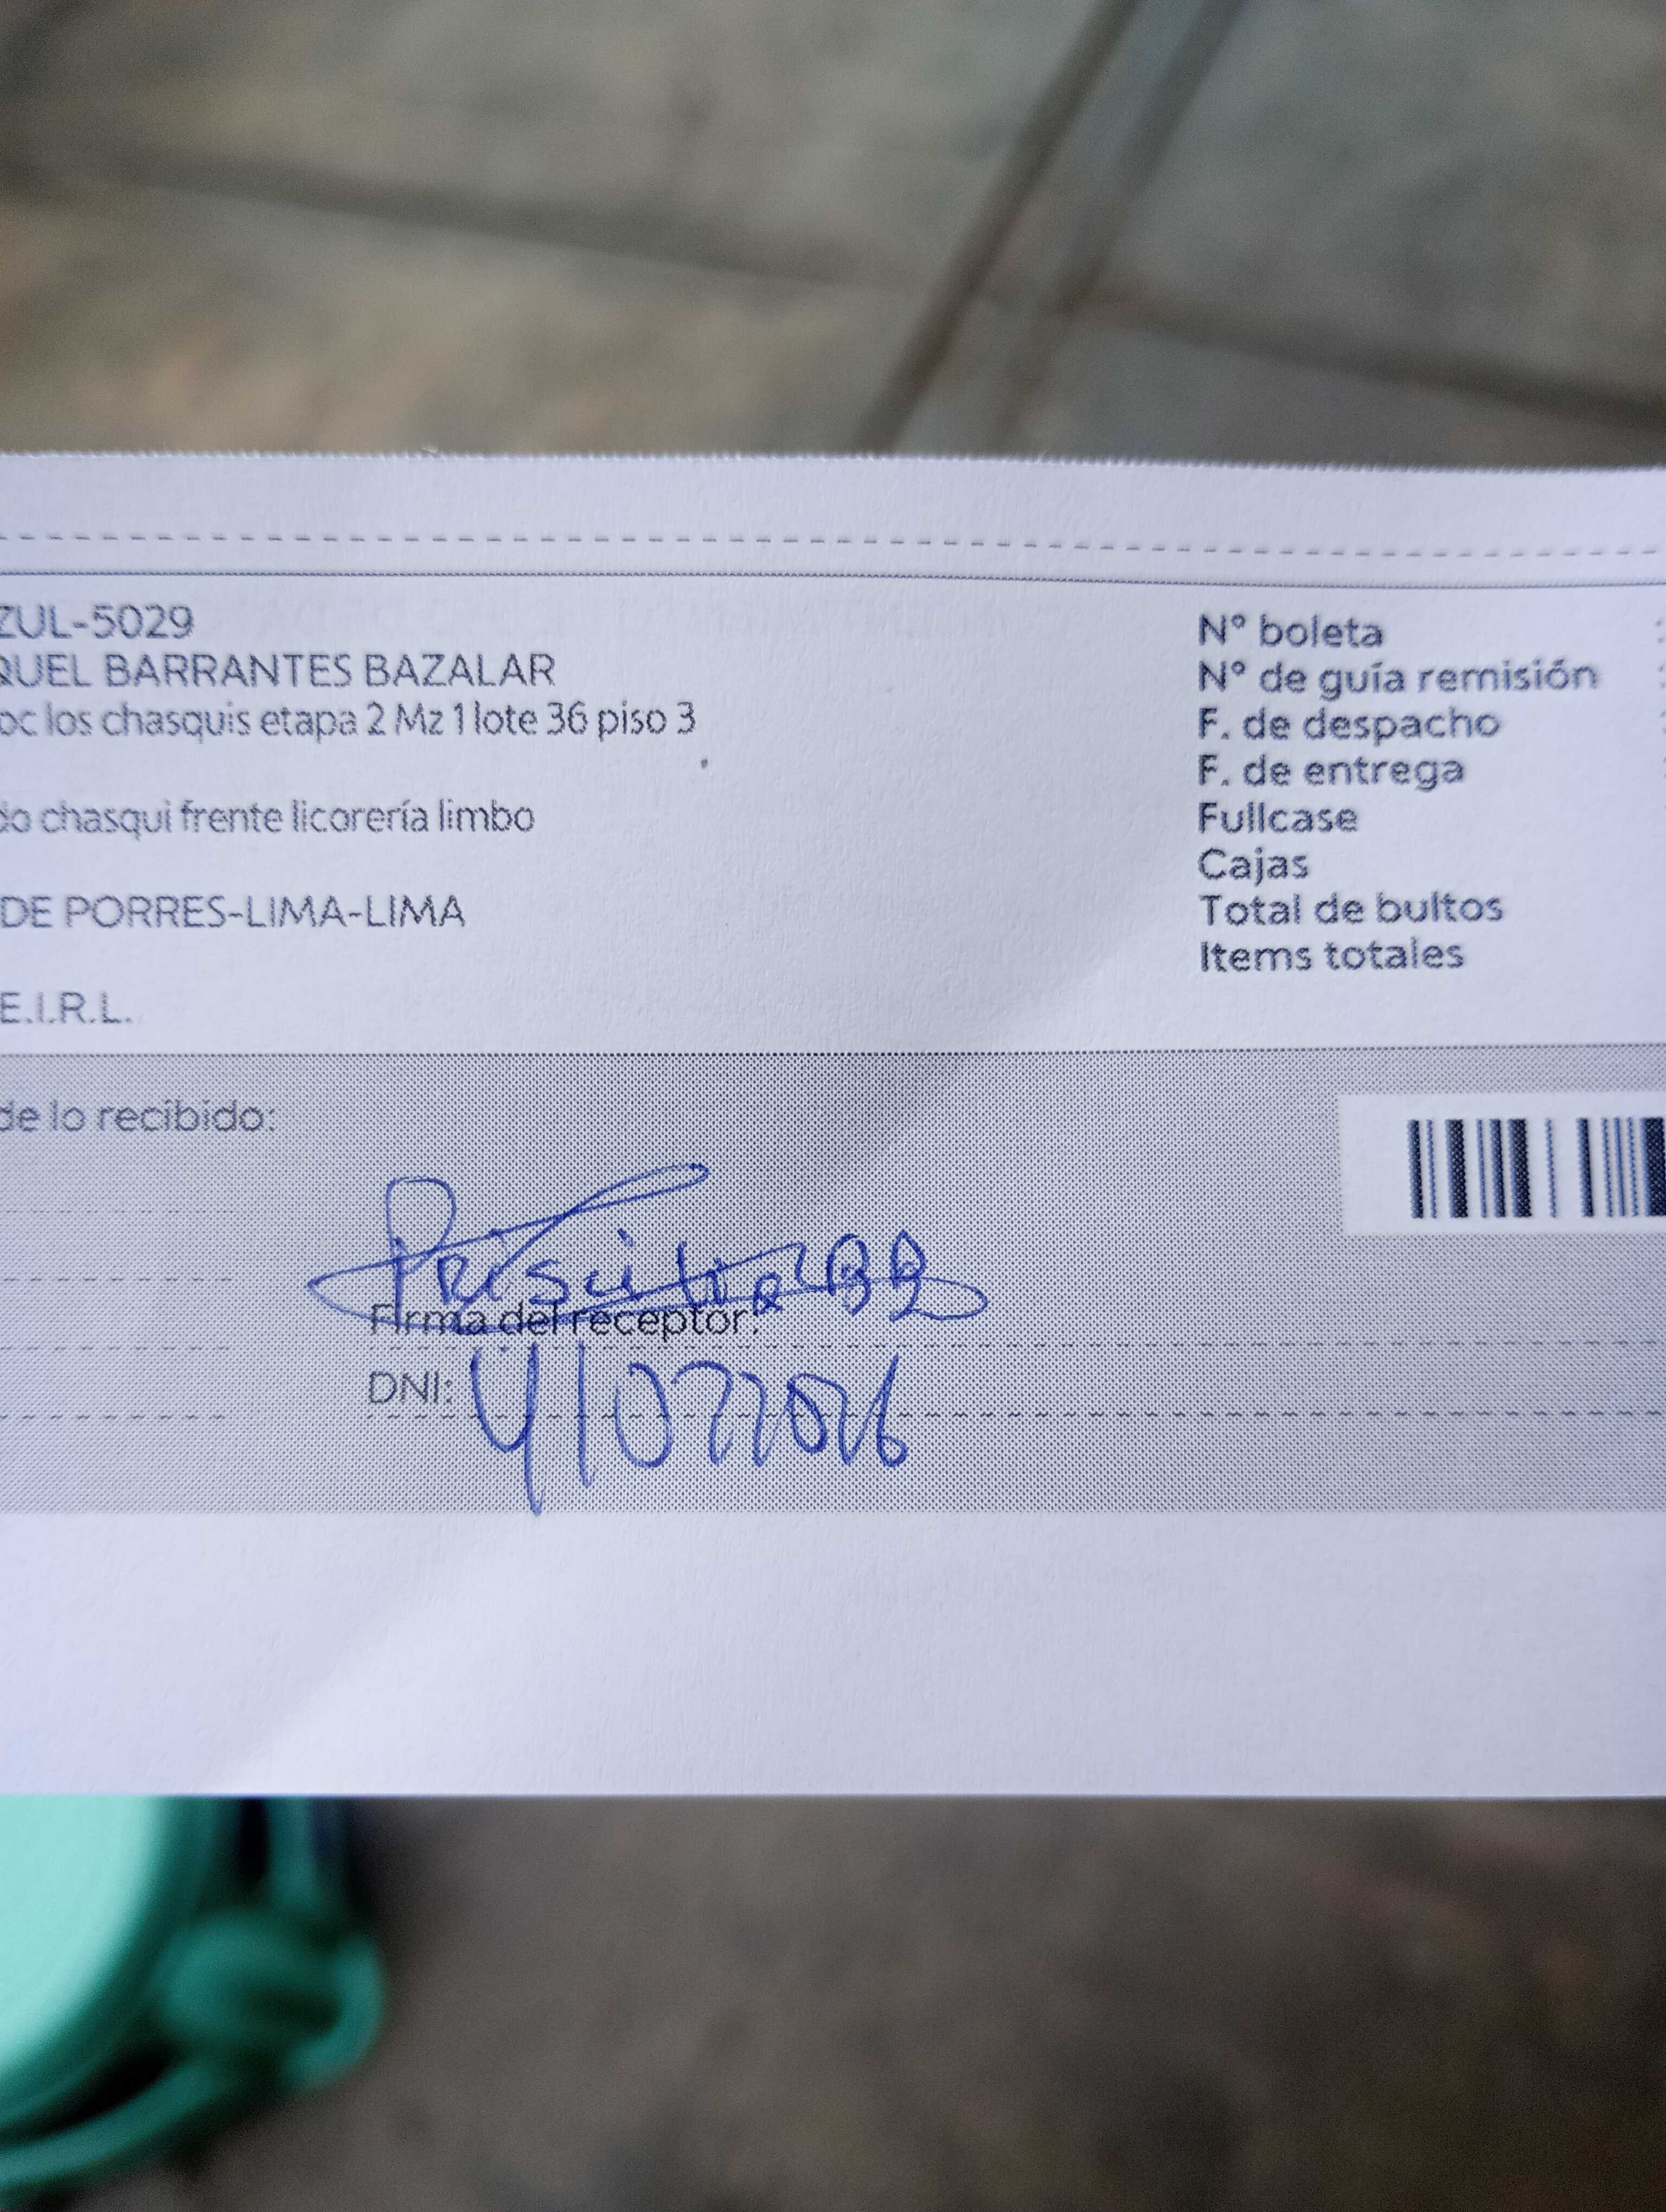 ZUL-5029
QUEL BARRANTES BAZALAR
oc los chasquis etapa 2 Mz 1 lote 36 piso 3
do chasqui frente licorería limbo
DE PORRES-LIMA-LIMA
E.I.R.L.
N° boleta
N° de guía remisión
F. de despacho
F. de entrega
Fullcase
Cajas
Total de bultos
Items totales
de lo recibido:
Firma del receptor:
DNI: